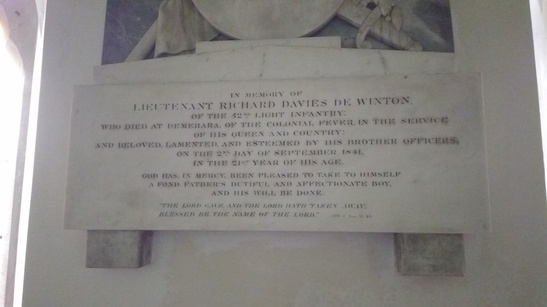 IN MEMORY OF
LIEUTENANT RICHARD DAVIES DE WINTON,
OF THE 52ND LIGHT INFANTRY:
WHO DIED AT DEMERARA, OF THE COLONIAL FEVER, IN THE SERVICE
OF HIS QUEEN AND COUNTRY:
AND BELOVED, LAMENTED, AND ESTEEMED BY HIS BROTHER OFFICERS,
ON THE 2ND DAY OF SEPTEMBER 1841,
IN THE 21ST YEAR OF HIS AGE.
GOD HAS, IN MERCY, BEEN PLEASED TO TAKE TO HIMSELF
A FOND FATHER'S DUTIFUL AND AFFECTIONATE BOY,
AND HIS WILL BE DONE.
"THE LORD GAVE, AND THE LORD HATH TAKEN AWAY,
BLESSED BE THE NAME OF THE LORD."